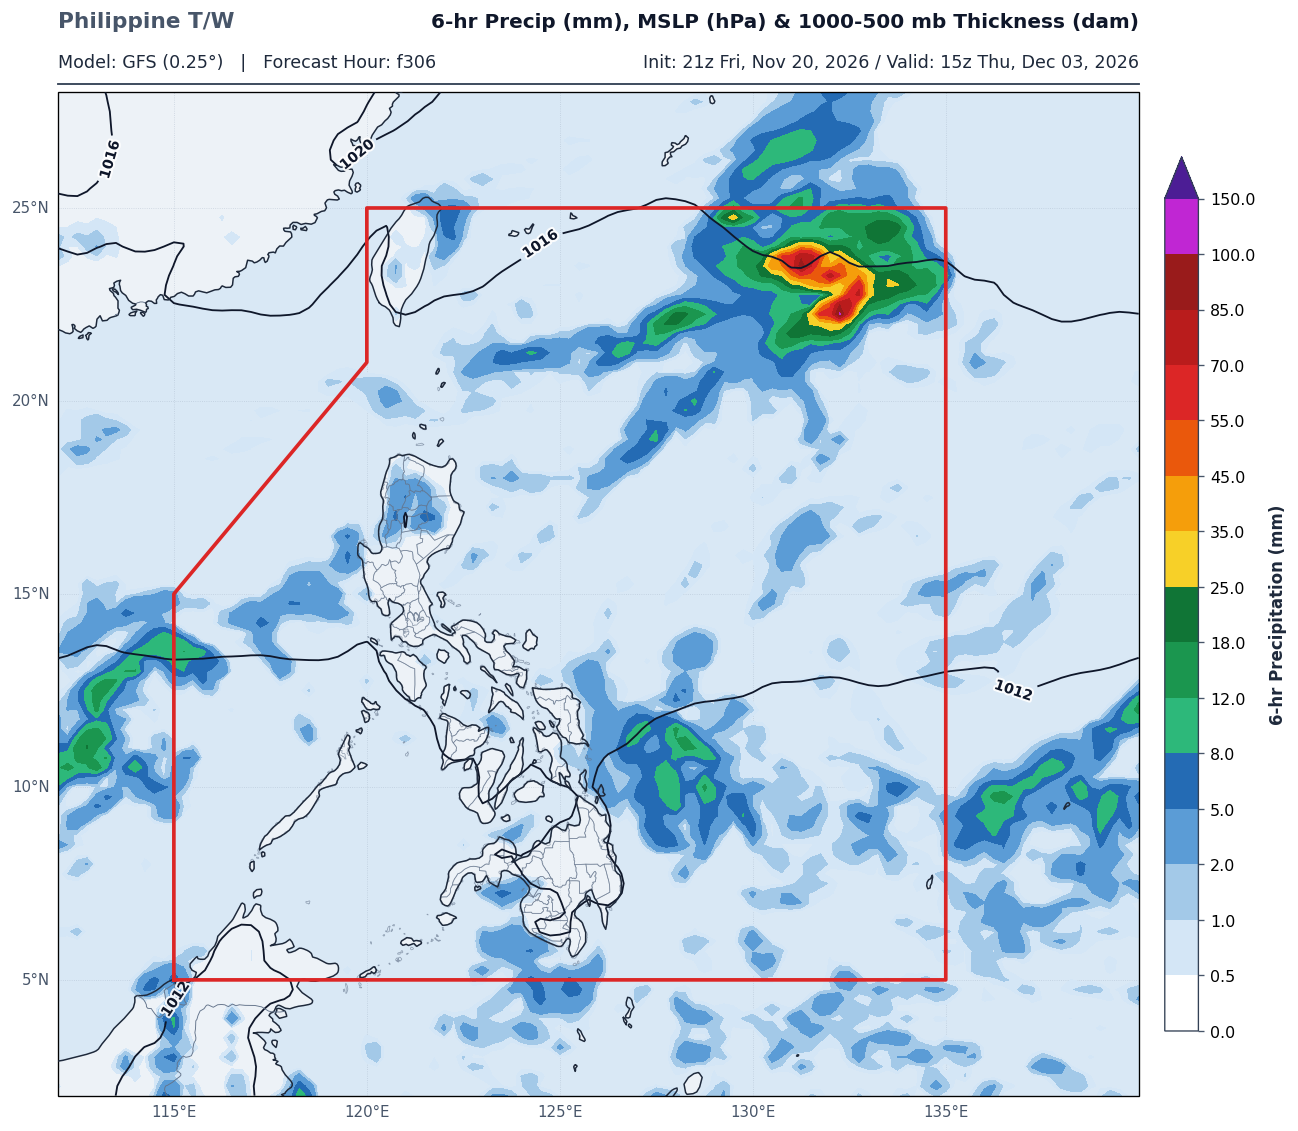 Philippine T/W
6-hr Precip (mm), MSLP (hPa) & 1000-500 mb Thickness (dam)
Model: GFS (0.25°) | Forecast Hour: f306
Init: 21z Fri, Nov 20, 2026 / Valid: 15z Thu, Dec 03, 2026
1016
1020
1016
1012
1012
25°N
20°N
15°N
10°N
5°N
115°E
120°E
125°E
130°E
135°E
150.0
100.0
85.0
70.0
55.0
45.0
35.0
25.0
18.0
12.0
8.0
5.0
2.0
1.0
0.5
0.0
6-hr Precipitation (mm)